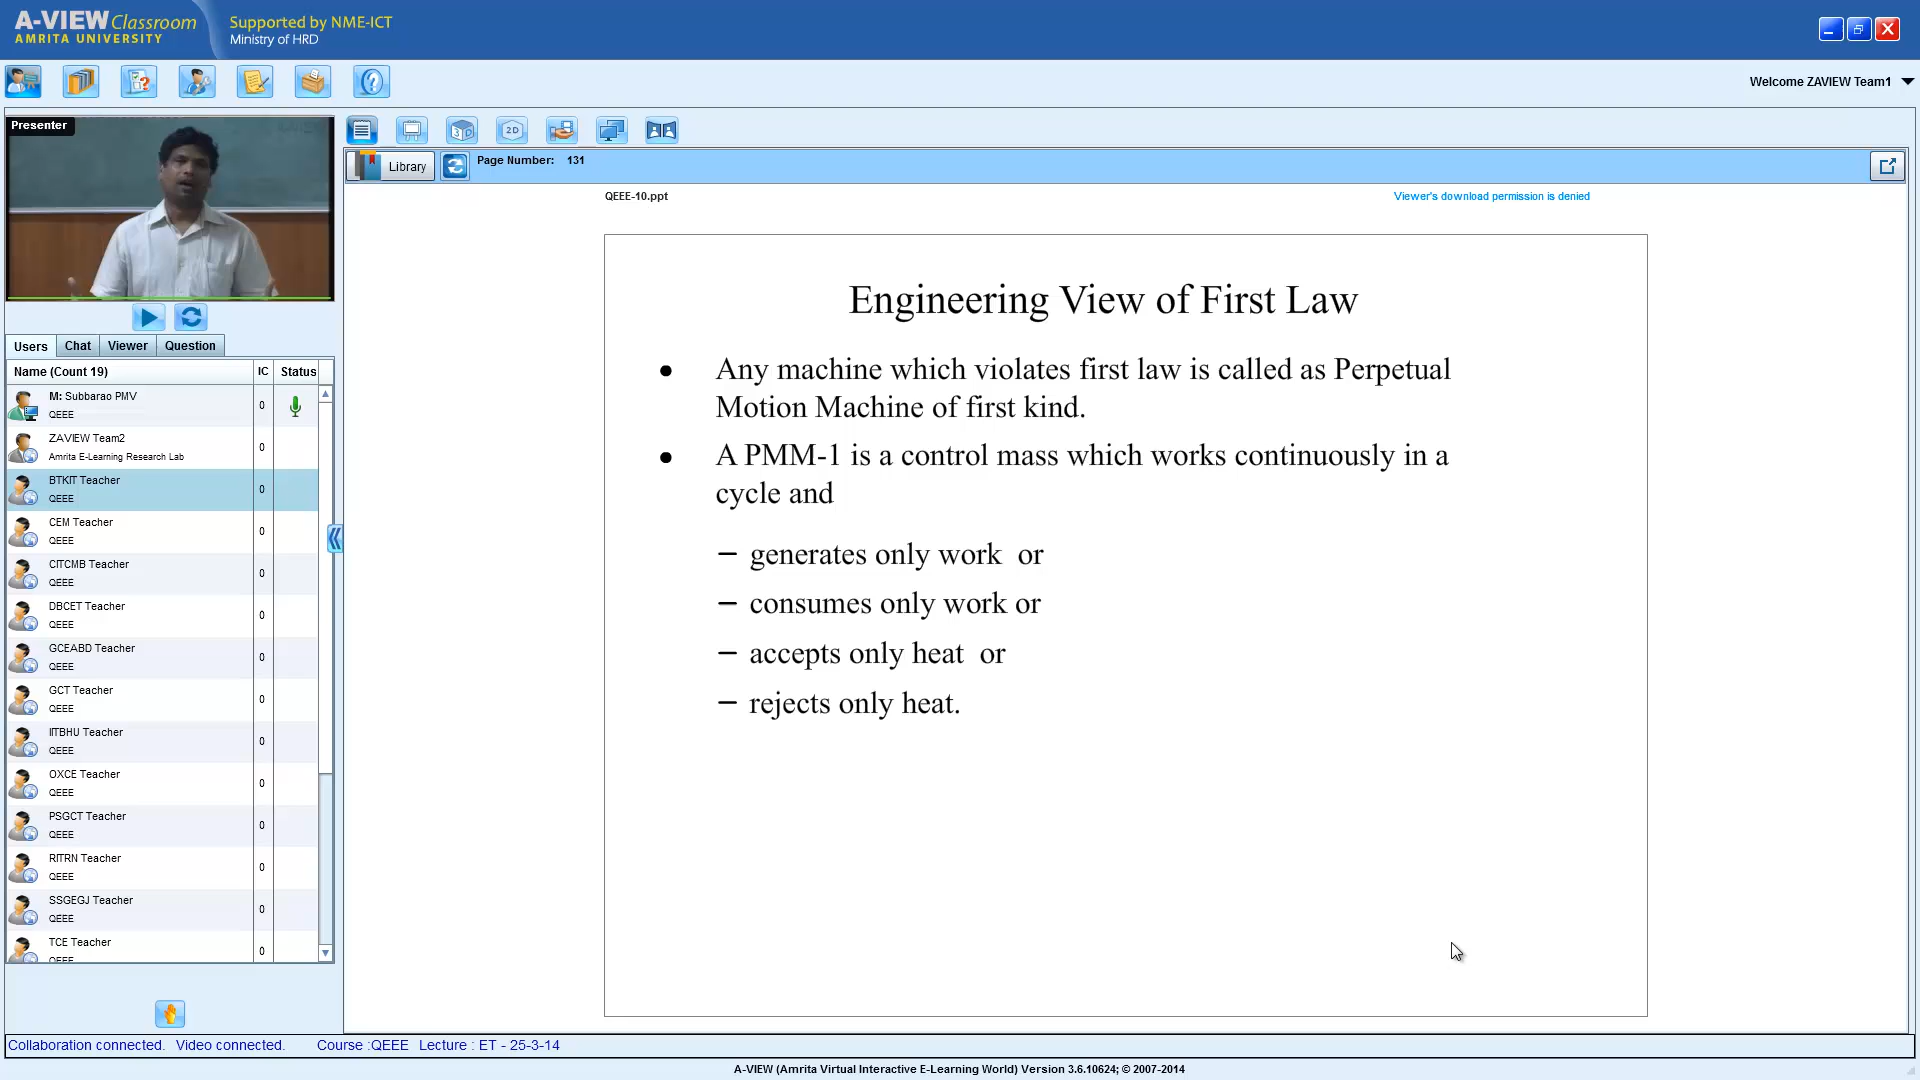 A-VIEW Classroom
AMRITA UNIVERSITY
Supported by NME-ICT
Ministry of HRD
Welcome ZAVIEW Team1
Presenter
Library
Page Number: 131
QEEE-10.ppt
Viewer's download permission is denied
Engineering View of First Law
• Any machine which violates first law is called as Perpetual
Motion Machine of first kind.
• A PMM-1 is a control mass which works continuously in a
cycle and
– generates only work or
– consumes only work or
– accepts only heat or
– rejects only heat.
Users Chat Viewer Question
Name (Count 19) IC Status
M: Subbarao PMV
QEEE
0
ZAVIEW Team2
Amrita E-Learning Research Lab
0
BTKIT Teacher
QEEE
0
CEM Teacher
QEEE
0
CITCMB Teacher
QEEE
0
DBCET Teacher
QEEE
0
GCEABD Teacher
QEEE
0
GCT Teacher
QEEE
0
IITBHU Teacher
QEEE
0
OXCE Teacher
QEEE
0
PSGCT Teacher
QEEE
0
RITRN Teacher
QEEE
0
SSGEGJ Teacher
QEEE
0
TCE Teacher
QEEE
0
Collaboration connected. Video connected. Course :QEEE Lecture : ET - 25-3-14
A-VIEW (Amrita Virtual Interactive E-Learning World) Version 3.6.10624; © 2007-2014